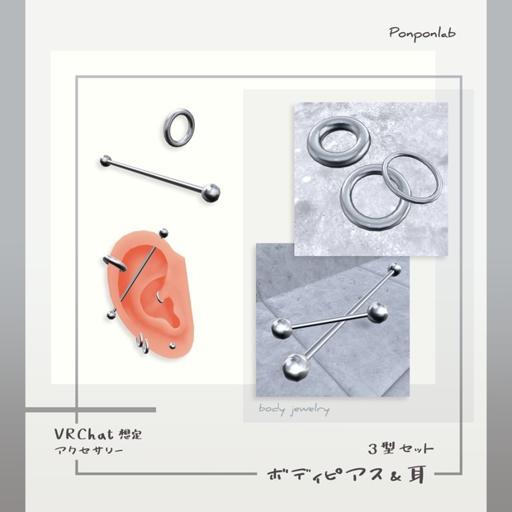 Ponponlab
body jewelry
VRChat 想定
アクセサリー
3型セット
ボディピアス&耳